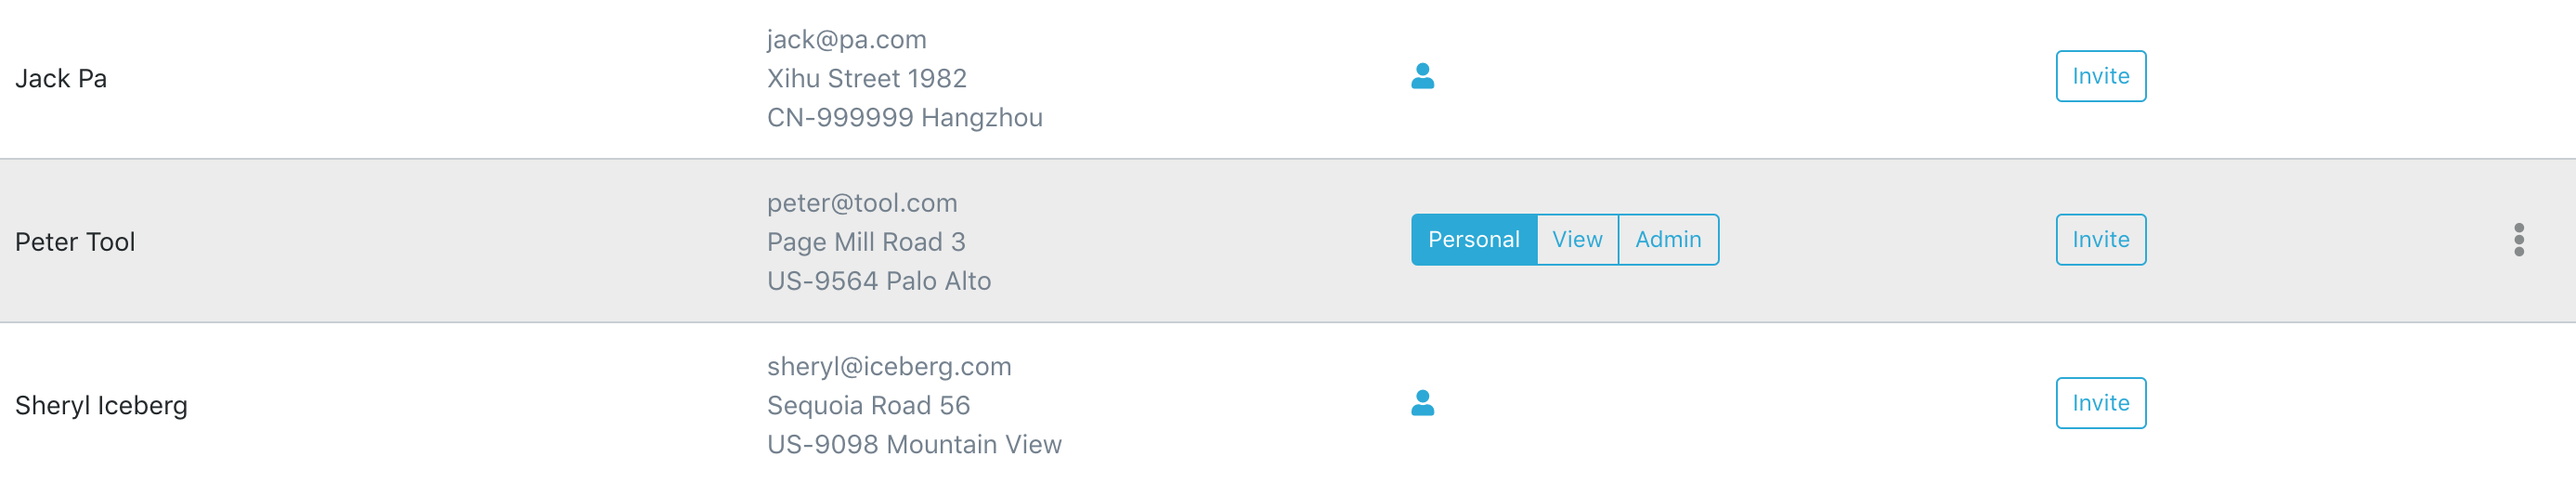 Jack Pa
jack@pa.com
Xihu Street 1982
CN-999999 Hangzhou
Invite
Peter Tool
peter@tool.com
Page Mill Road 3
US-9564 Palo Alto
Personal View Admin
Invite
Sheryl Iceberg
sheryl@iceberg.com
Sequoia Road 56
US-9098 Mountain View
Invite